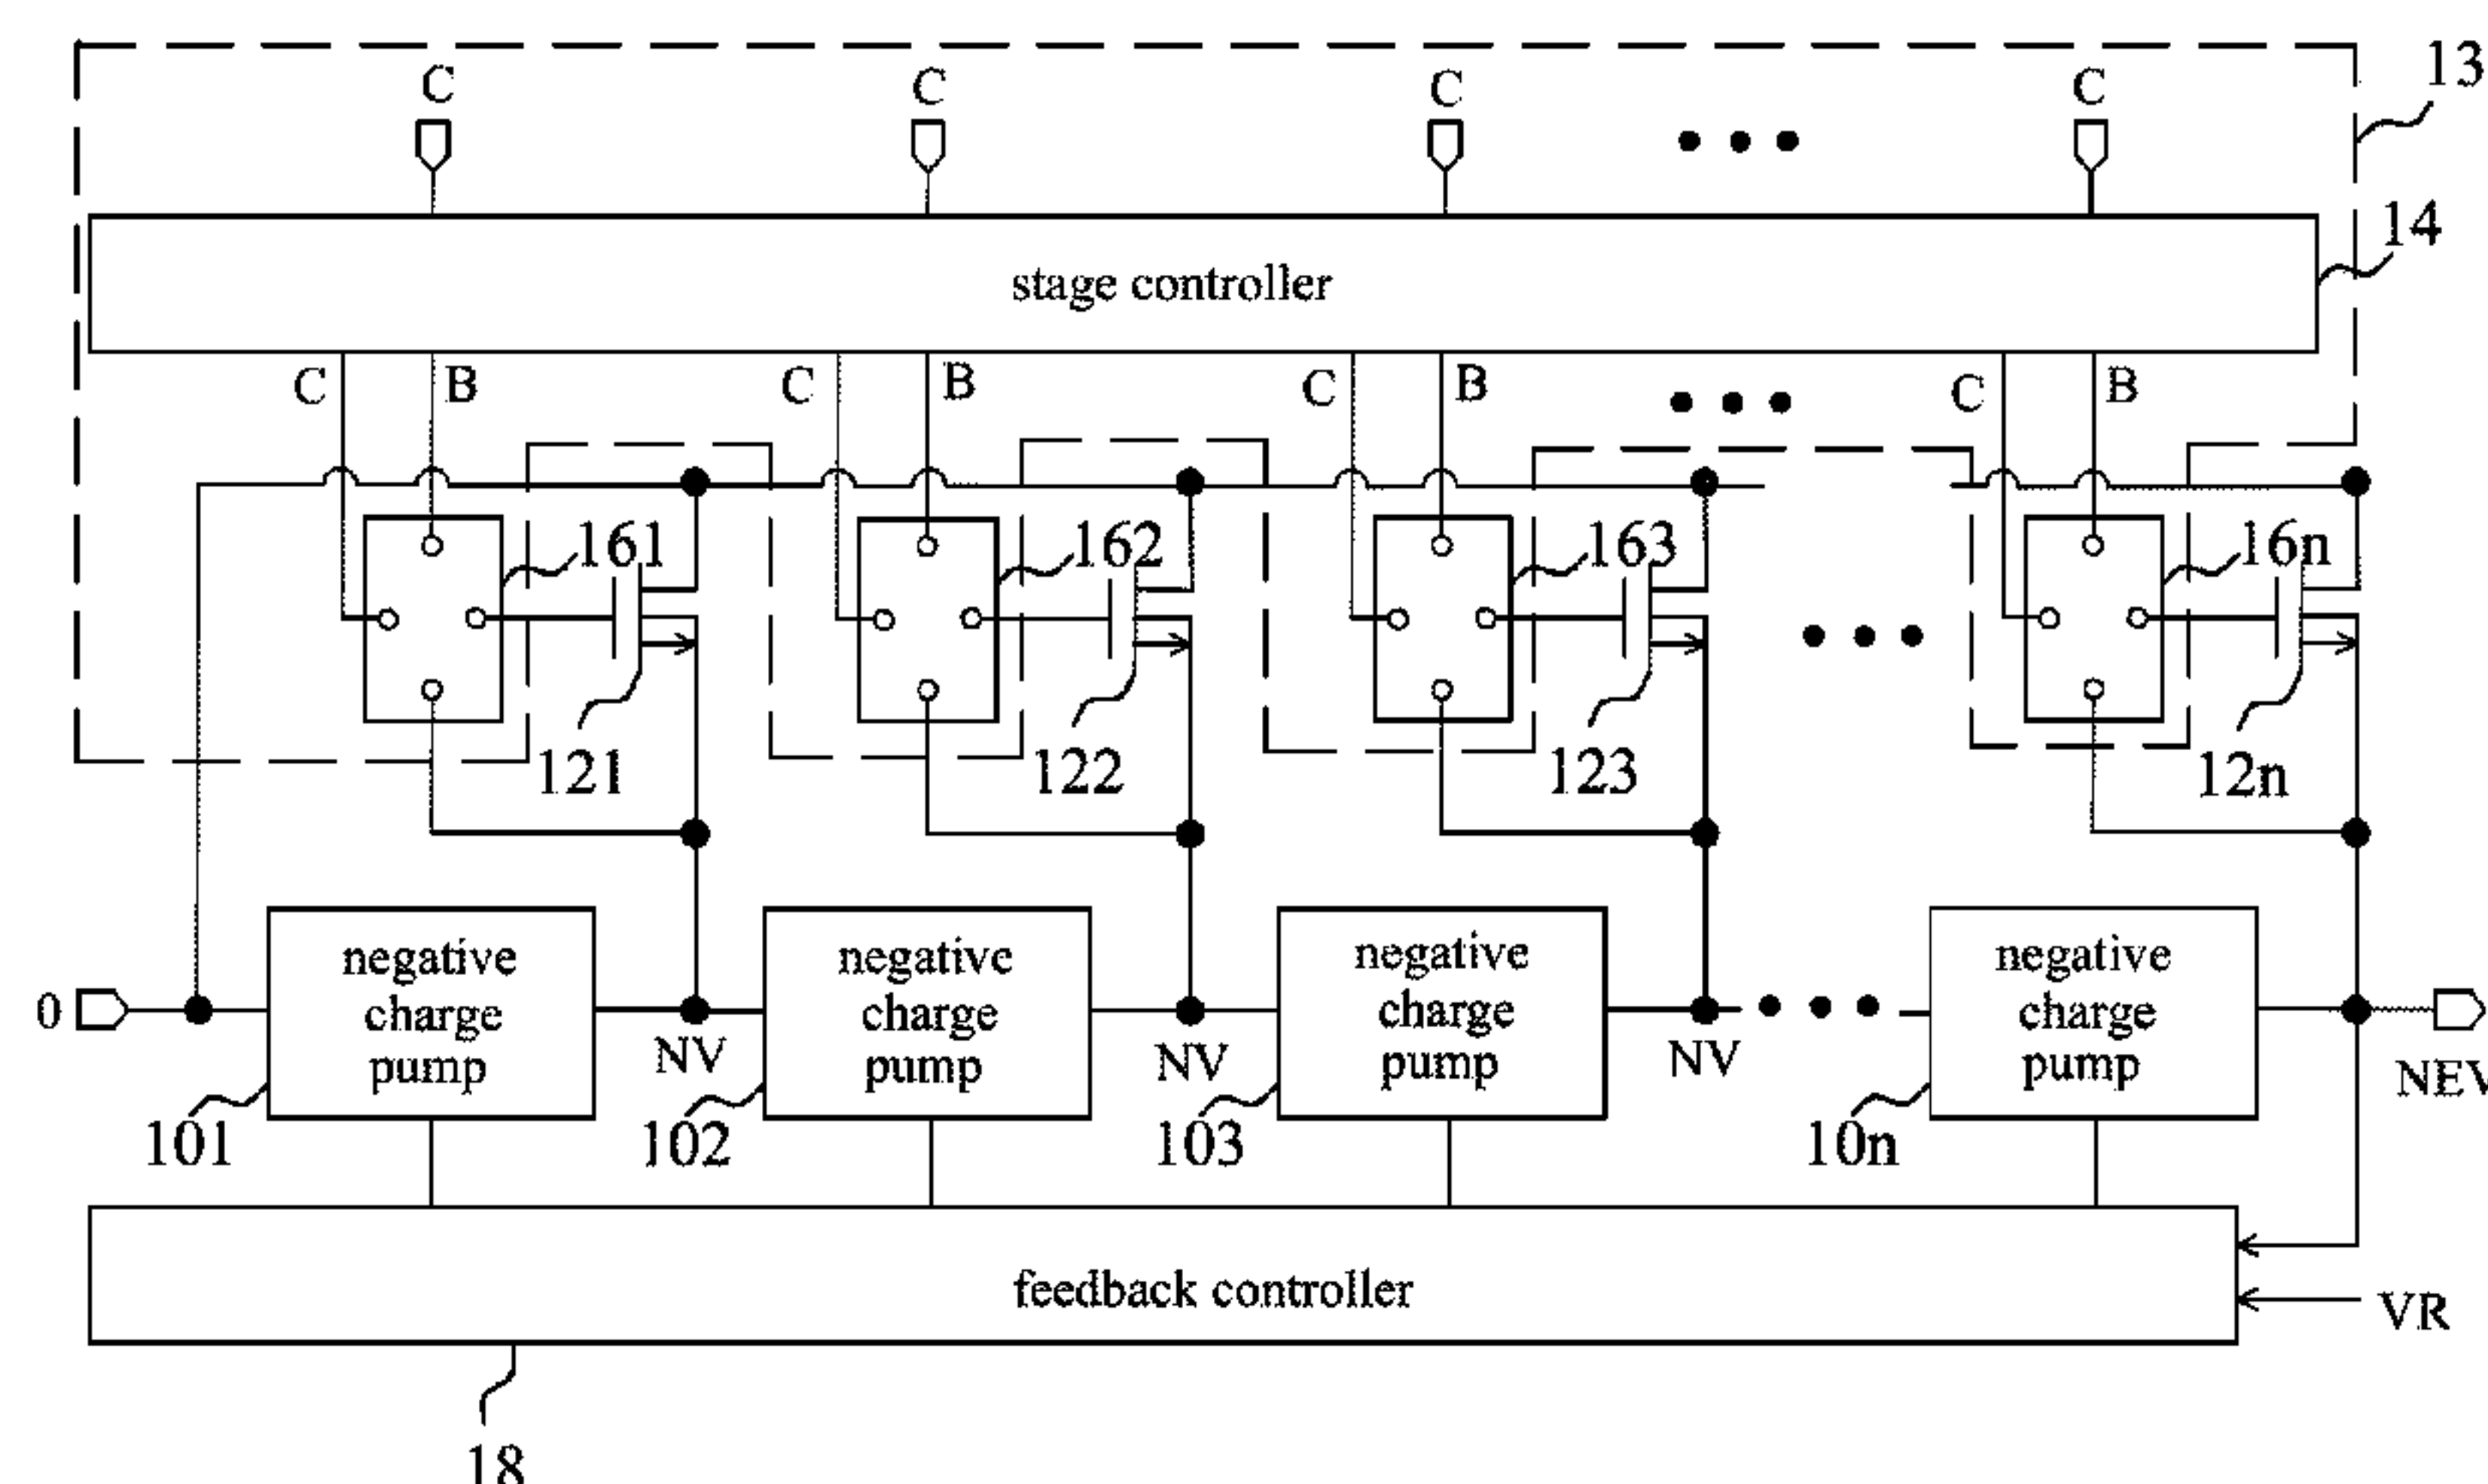 C C C C 13
stage controller 14
C B C B C B C B
161 162 163 16n
121 122 123 12n
0
negative
charge
pump
negative
charge
pump
negative
charge
pump
negative
charge
pump
NV NV NV NEV
101 102 103 10n
feedback controller
VR
18